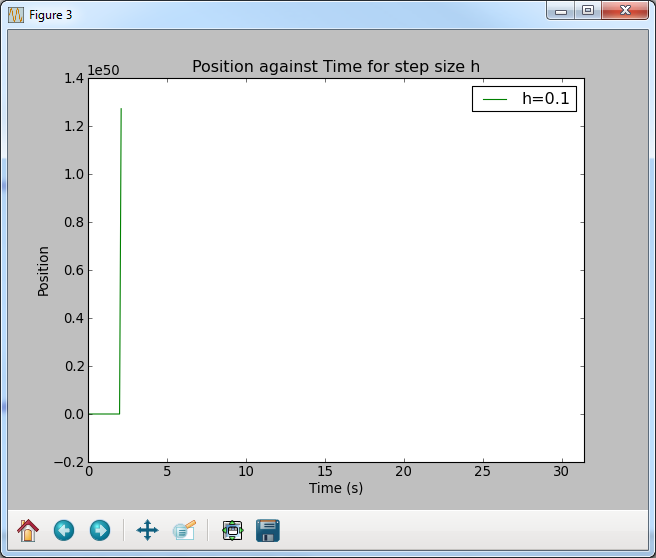 Figure 3
Position against Time for step size h
1e50
h=0.1
1.4
1.2
1.0
0.8
0.6
0.4
0.2
0.0
−0.2
Position
0 5 10 15 20 25 30
Time (s)